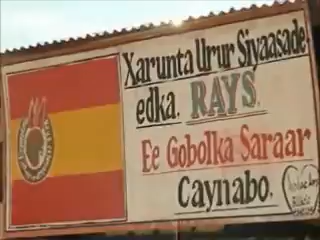 Xarunta Urur Siyaasade
edka. RAYS.
Ee Gobolka Saraar
Caynabo.